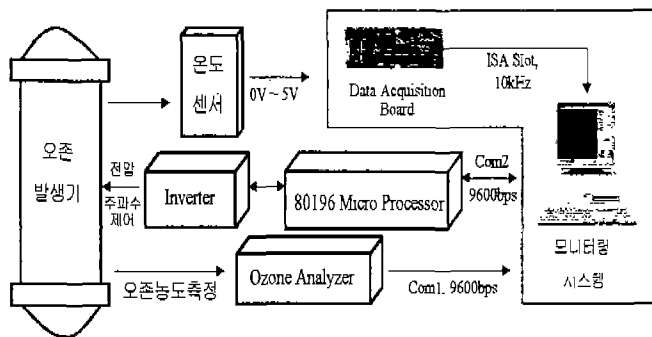 온도
센서
0V ~ 5V
Data Acquisition
Board
ISA Slot,
10kHz
오존
발생기
전압
주파수
제어
Inverter
80196 Micro Processor
Com2
9600bps
모니터링
시스템
오존농도측정
Ozone Analyzer
Com1. 9600bps